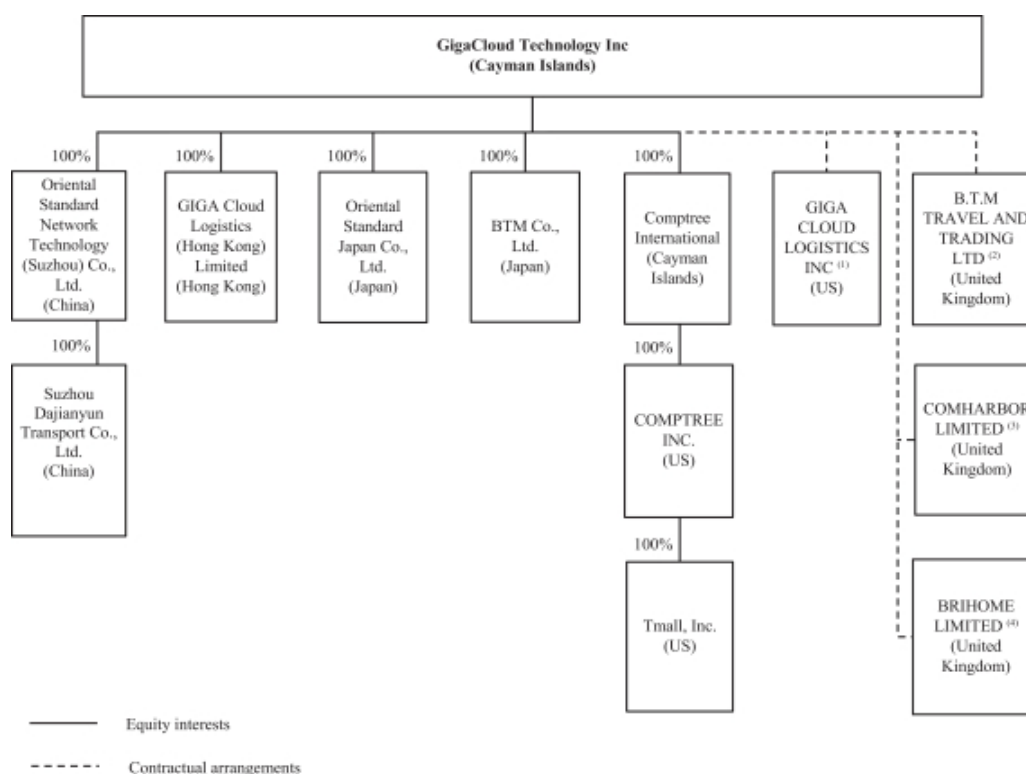 GigaCloud Technology Inc
(Cayman Islands)
100%
100%
100%
100%
100%
Oriental
Standard
Network
Technology
(Suzhou) Co.,
Ltd.
(China)
GIGA Cloud
Logistics
(Hong Kong)
Limited
(Hong Kong)
Oriental
Standard
Japan Co.,
Ltd.
(Japan)
BTM Co.,
Ltd.
(Japan)
Comptree
International
(Cayman
Islands)
GIGA
CLOUD
LOGISTICS
INC (1)
(US)
B.T.M
TRAVEL AND
TRADING
LTD (2)
(United
Kingdom)
100%
100%
Suzhou
Dajianyun
Transport Co.,
Ltd.
(China)
COMPTREE
INC.
(US)
COMHARBOR
LIMITED (3)
(United
Kingdom)
100%
Tmall, Inc.
(US)
BRIHOME
LIMITED (4)
(United
Kingdom)
Equity interests
Contractual arrangements